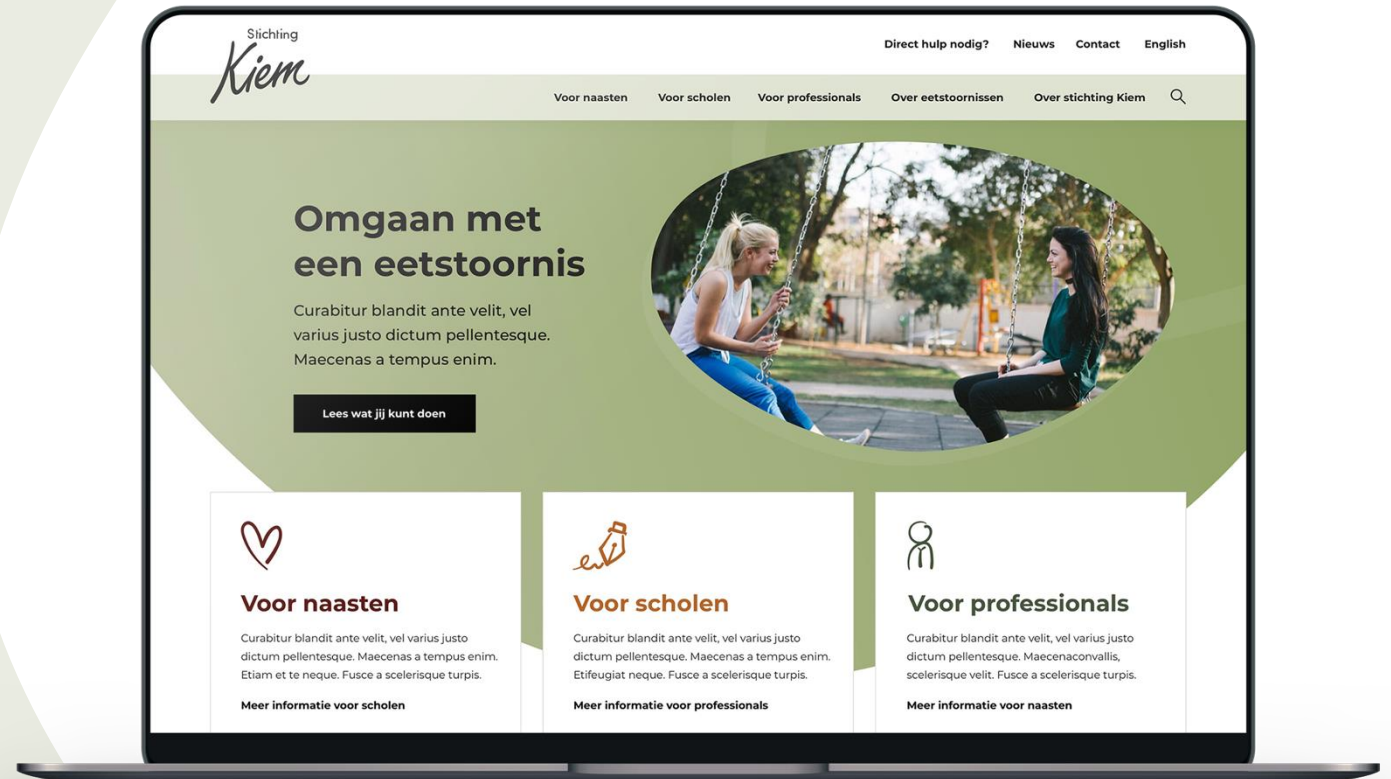 Stichting
Kiem
Direct hulp nodig? Nieuws Contact English
Voor naasten Voor scholen Voor professionals Over eetstoornissen Over stichting Kiem
Omgaan met
een eetstoornis
Curabitur blandit ante velit, vel
varius justo dictum pellentesque.
Maecenas a tempus enim.
Lees wat jij kunt doen
Voor naasten
Curabitur blandit ante velit, vel varius justo
dictum pellentesque. Maecenas a tempus enim.
Etiam et te neque. Fusce a scelerisque turpis.
Meer informatie voor scholen
Voor scholen
Curabitur blandit ante velit, vel varius justo
dictum pellentesque. Maecenas a tempus enim.
Etifeugiat neque. Fusce a scelerisque turpis.
Meer informatie voor professionals
Voor professionals
Curabitur blandit ante velit, vel varius justo
dictum pellentesque. Maecenaconvallis,
scelerisque velit. Fusce a scelerisque turpis.
Meer informatie voor naasten